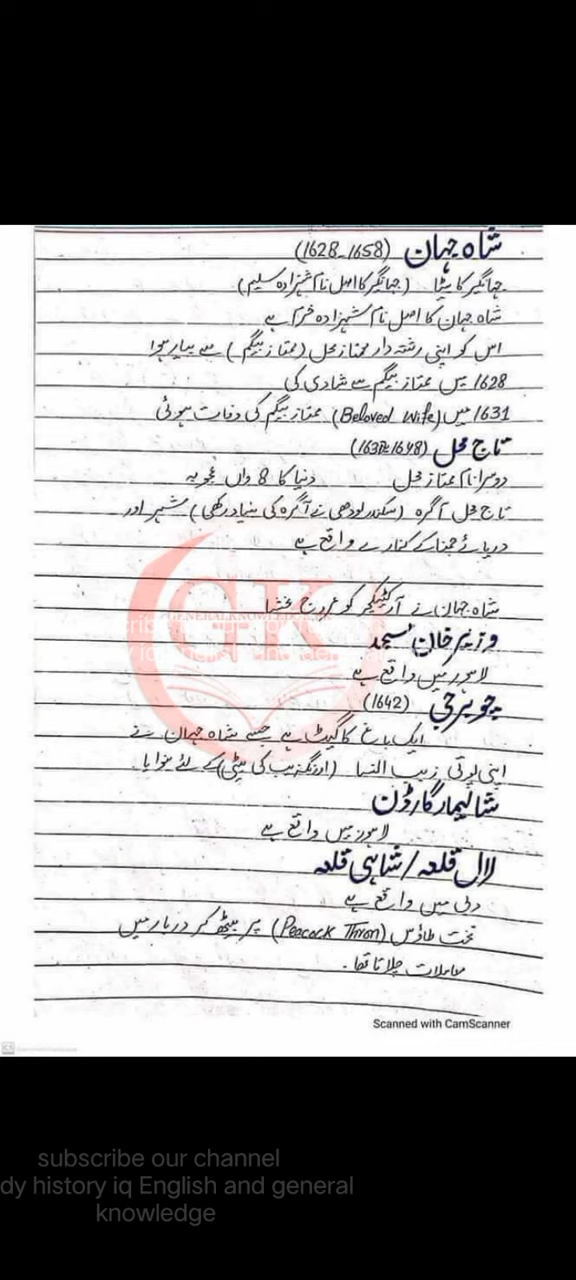 شاہ جہان (1628-1658)
جہانگیر کا بیٹا (جہانگیر کا اصل نام شہزادہ سلیم)
شاہ جہان کا اصل نام شہزادہ خرم ہے
اس کو اپنی رشتہ دار ممتاز محل (ممتاز بیگم) سے پیار ہوا
1628 میں ممتاز بیگم سے شادی کی
1631 میں (Beloved Wife) ممتاز بیگم کی وفات ہوئی
تاج محل
دوسرا نام ممتاز محل دنیا کا 8 واں عجوبہ
تاج محل آگرہ (سکندر لودھی نے آگرہ کی بنیاد رکھی) شہر اور
دریائے جمنا کے کنارے واقع ہے
شاہ جہان نے آرکیٹیکچر کو عروج بخشا
GK
GENERALKNOWLEDGE
وزیر خان مسجد
لاہور میں واقع ہے
چوبرجی (1642)
ایک باغ کا گیٹ ہے جسے شاہ جہان نے
اپنی پوتی زیب النسا (اورنگزیب کی بیٹی) کے لئے بنوایا
شالیمار گارڈن
لاہور میں واقع ہے
لال قلعہ / شاہی قلعہ
دلی میں واقع ہے
تخت طاؤس (Peacock Thron) پر بیٹھ کر دربار میں
معاملات چلاتا تھا۔
Scanned with CamScanner
subscribe our channel
dy history iq English and general
knowledge